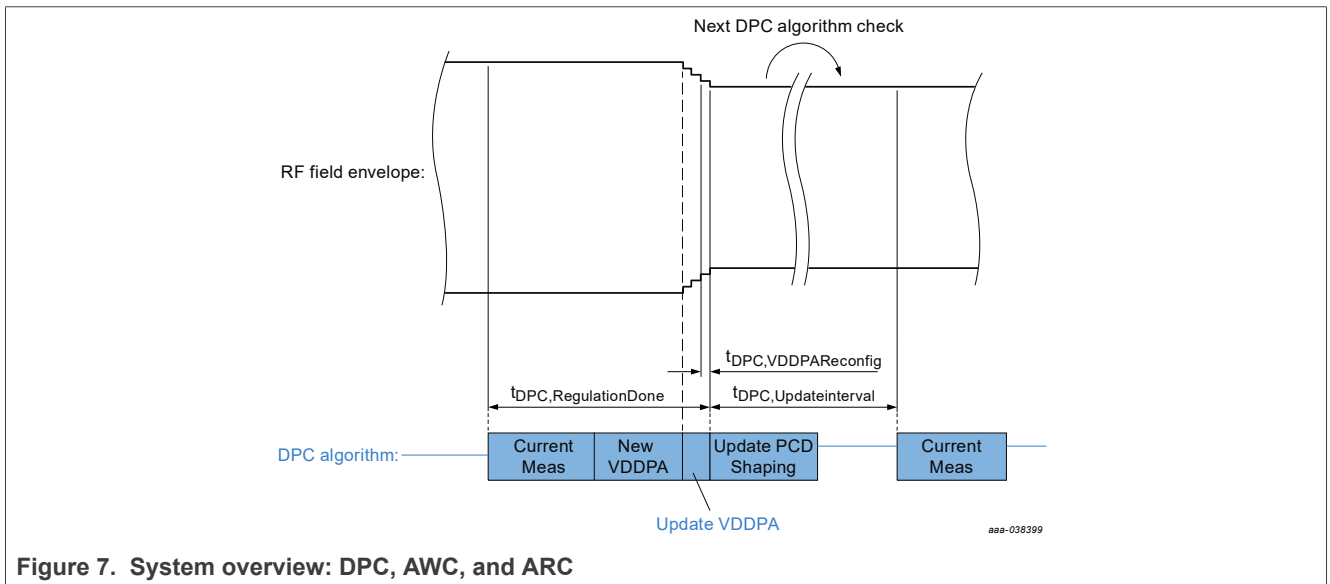 Next DPC algorithm check
RF field envelope:
tDPC,VDDPAReconfig
tDPC,RegulationDone
tDPC,Updateinterval
DPC algorithm:
Current
Meas
New
VDDPA
Update PCD
Shaping
Current
Meas
Update VDDPA
aaa-038399
Figure 7. System overview: DPC, AWC, and ARC